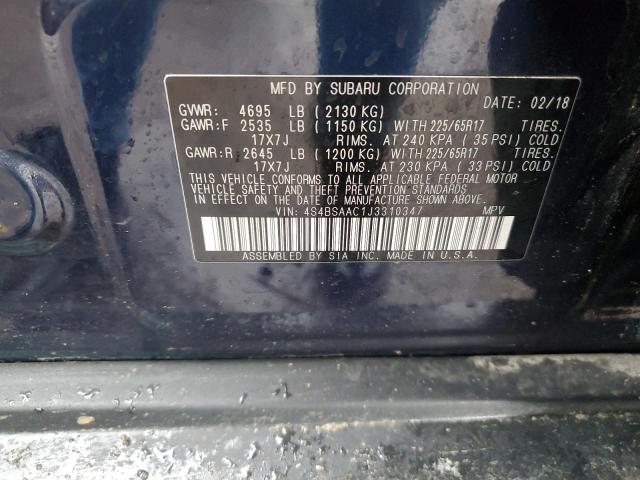 MFD BY SUBARU CORPORATION
GVWR: 4695 LB ( 2130 KG) DATE: 02/18
GAWR:F 2535 LB ( 1150 KG) WITH 225/65R17 TIRES.
17X7J RIMS. AT 240 KPA ( 35 PSI) COLD
GAWR:R 2645 LB ( 1200 KG) WITH 225/65R17 TIRES.
17X7J RIMS. AT 230 KPA ( 33 PSI) COLD
THIS VEHICLE CONFORMS TO ALL APPLICABLE FEDERAL MOTOR
VEHICLE SAFETY AND THEFT PREVENTION STANDARDS
IN EFFECT ON THE DATE OF MANUFACTURE SHOWN ABOVE.
VIN: 4S4BSAAC1J3310347 MPV
ASSEMBLED BY SIA INC. MADE IN U.S.A.